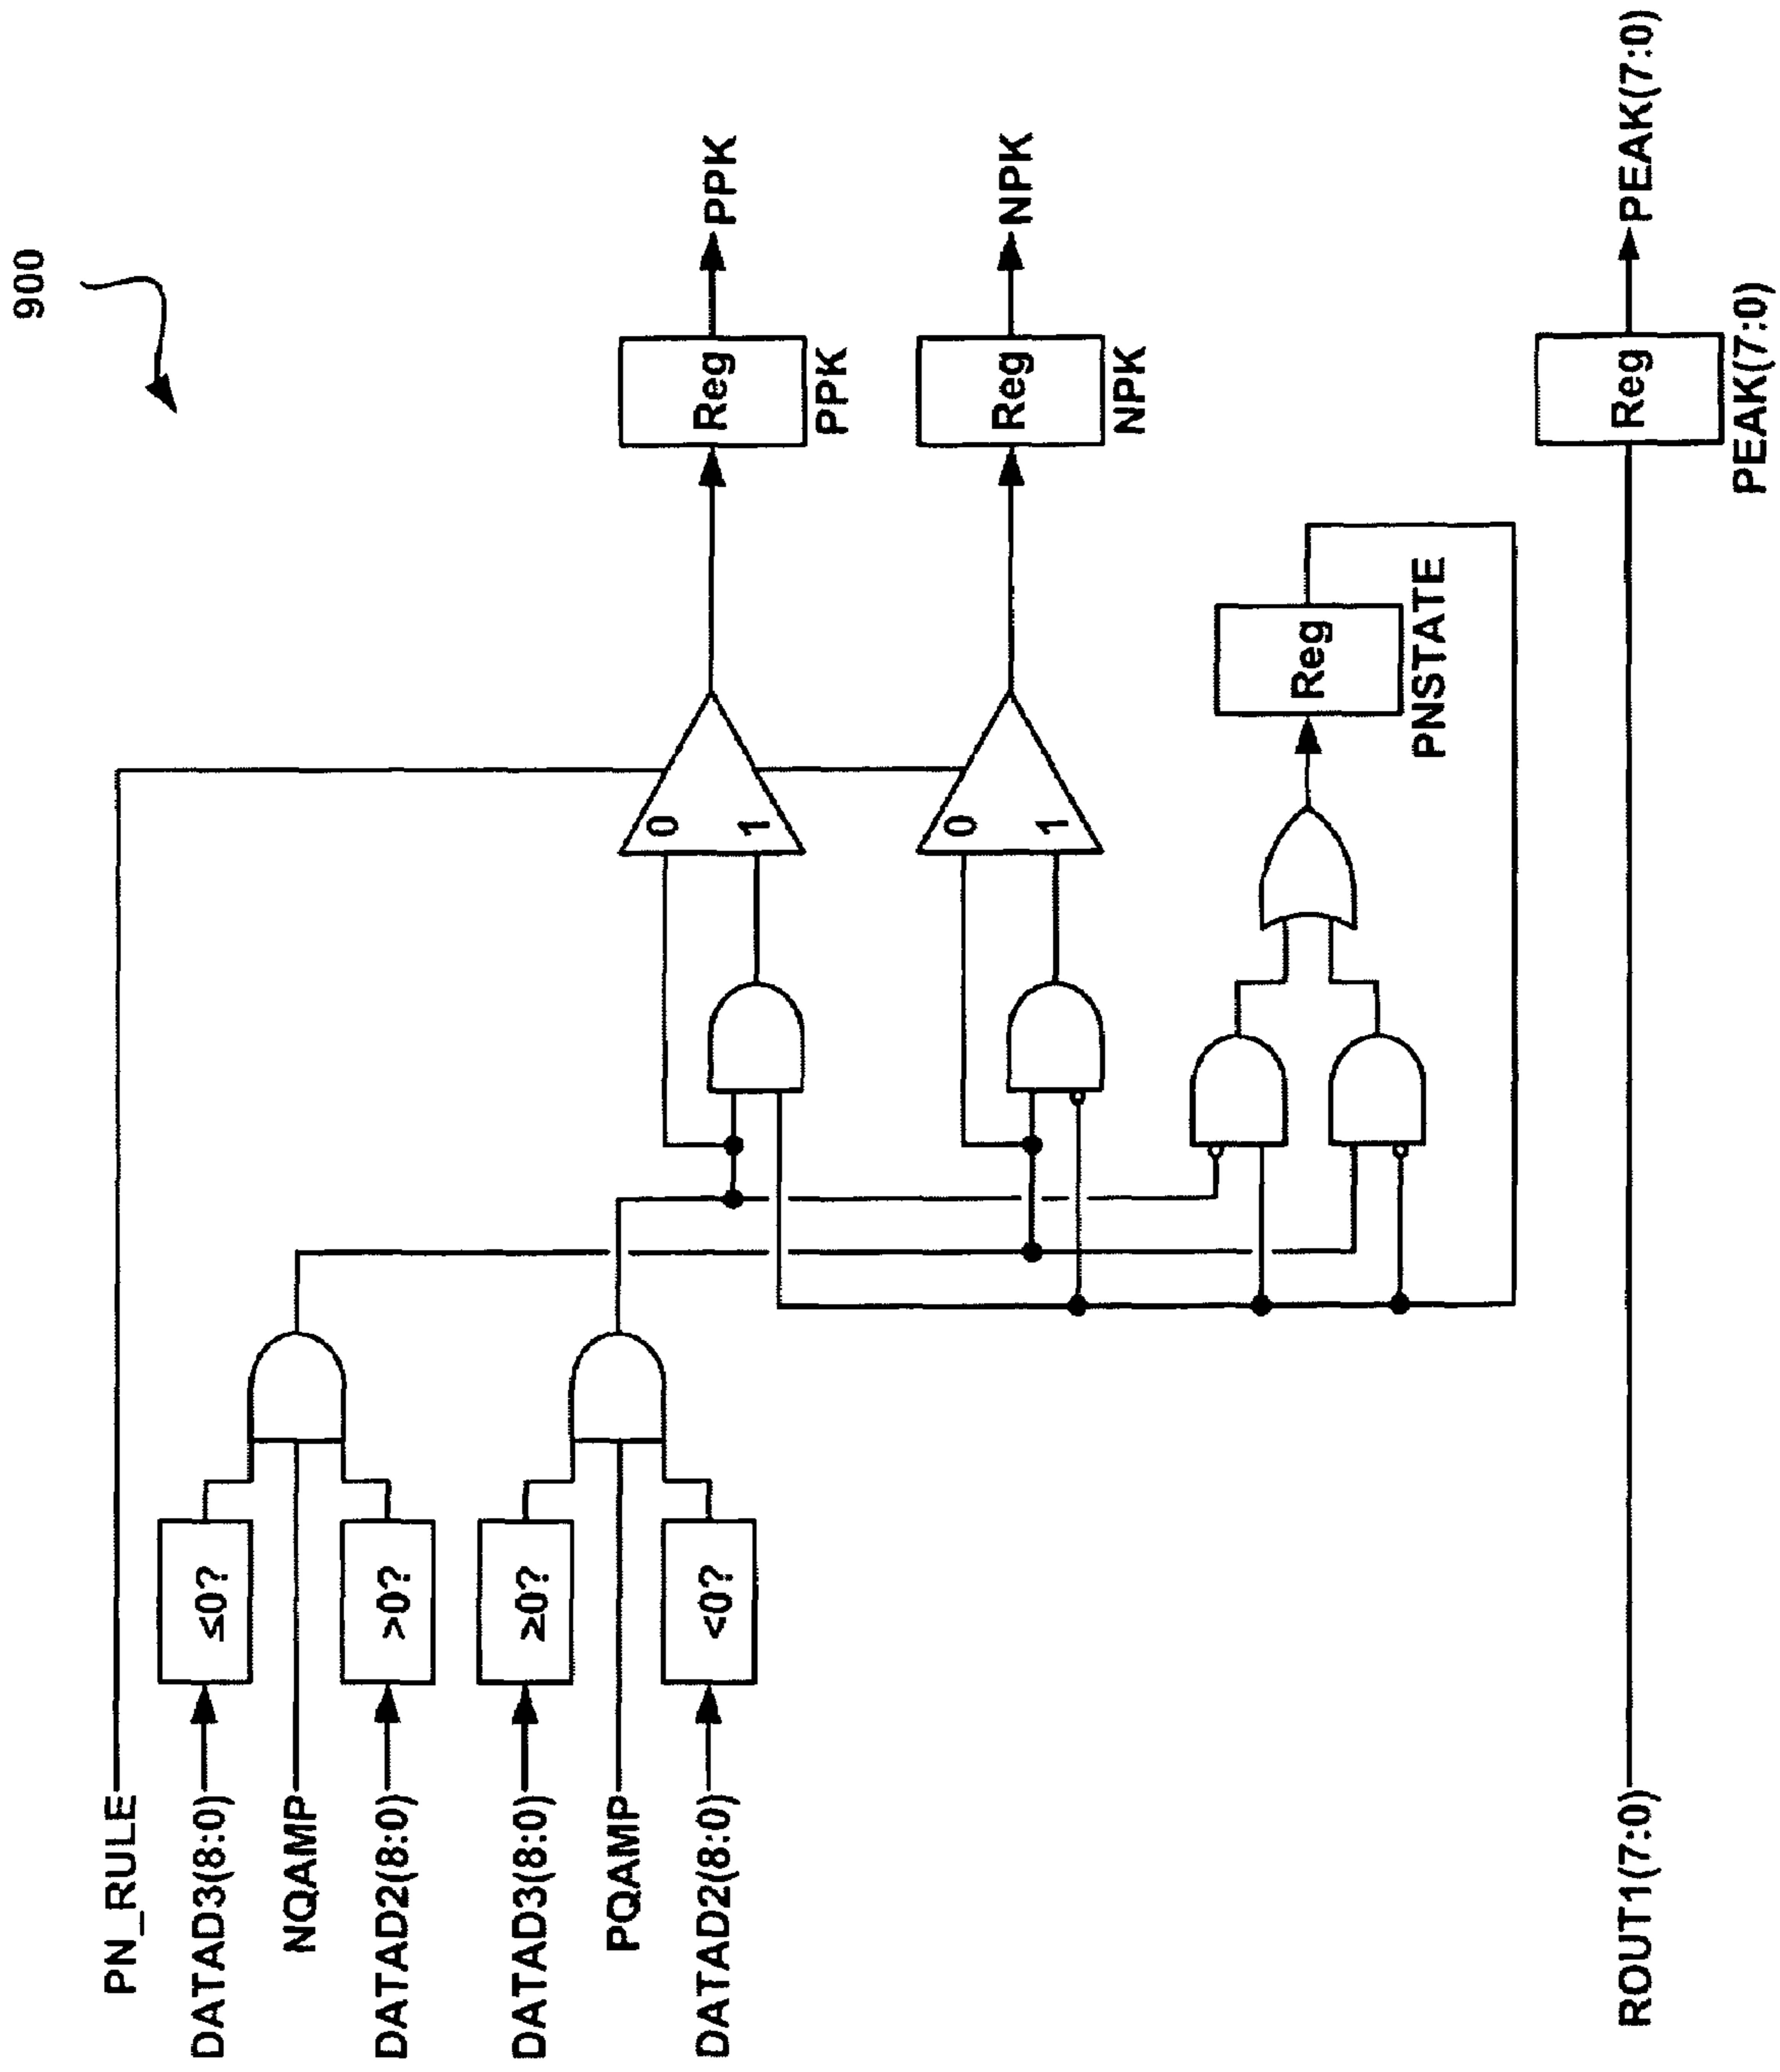 900
PN_RULE
DATAD3(8:0)
≤0?
NQAMP
DATAD2(8:0)
>0?
DATAD3(8:0)
≥0?
PQAMP
DATAD2(8:0)
<0?
0
1
Reg
PPK
PPK
0
1
Reg
NPK
NPK
Reg
PNSTATE
ROUT1(7:0)
Reg
PEAK(7:0)
PEAK(7:0)